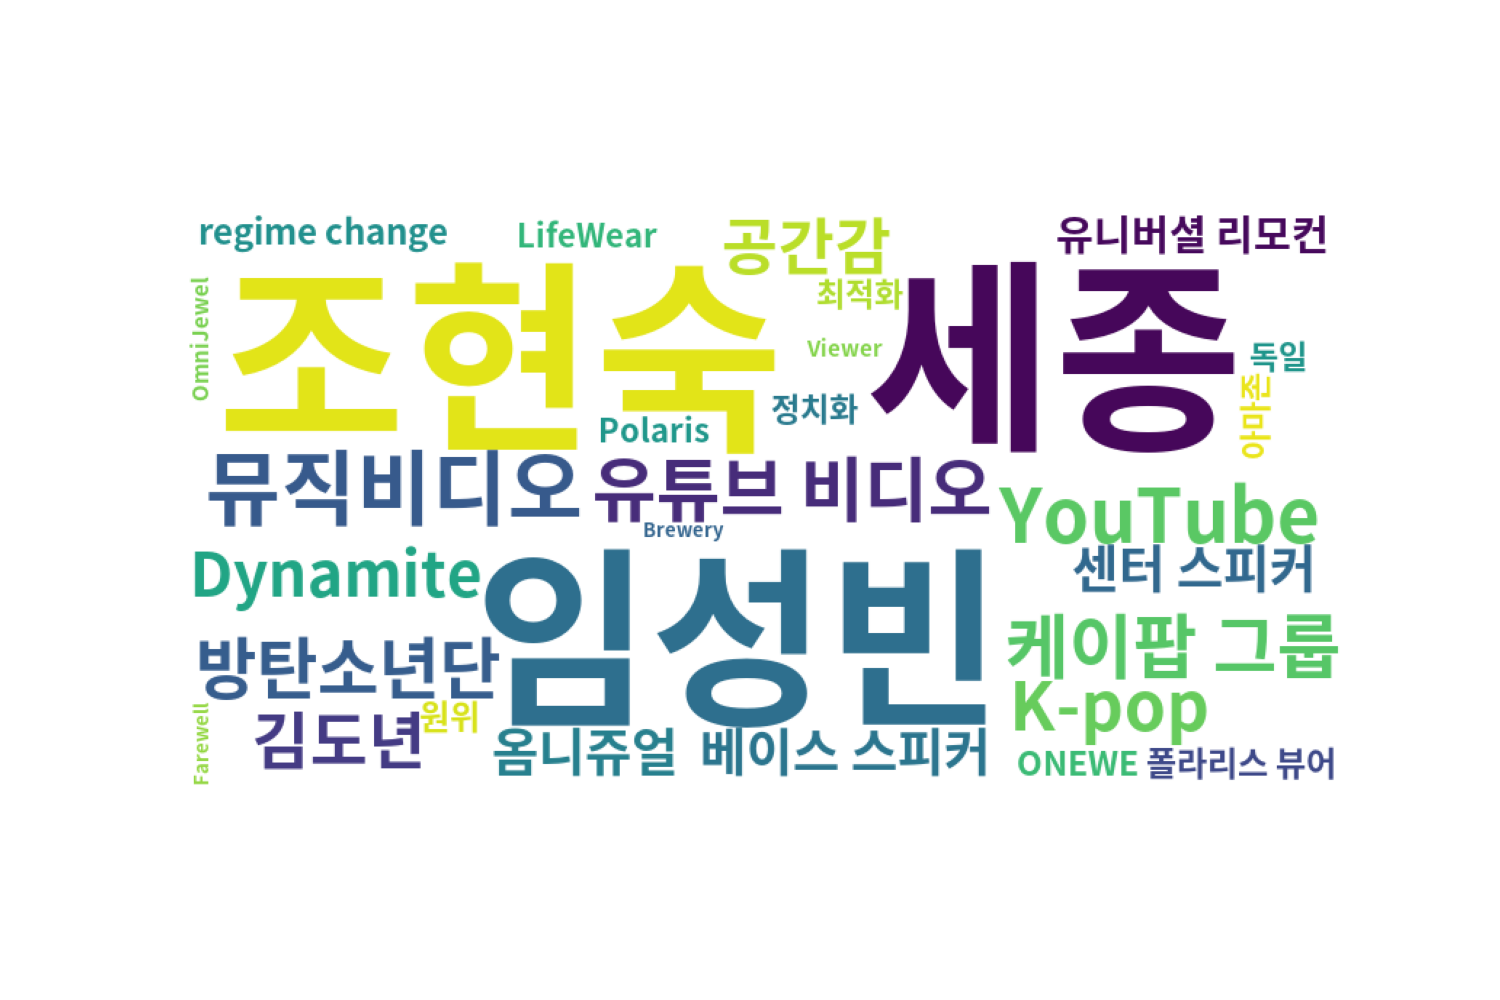 regime change
LifeWear
공간감
유니버셜 리모컨
OmniJewel
조현숙
최적화
세종
Viewer
독일
아마존
정치화
Polaris
뮤직비디오
유튜브 비디오
YouTube
Brewery
Dynamite
임성빈
센터 스피커
케이팝 그룹
방탄소년단
K-pop
원위
김도년
Farewell
옴니쥬얼
베이스 스피커
ONEWE
폴라리스 뷰어